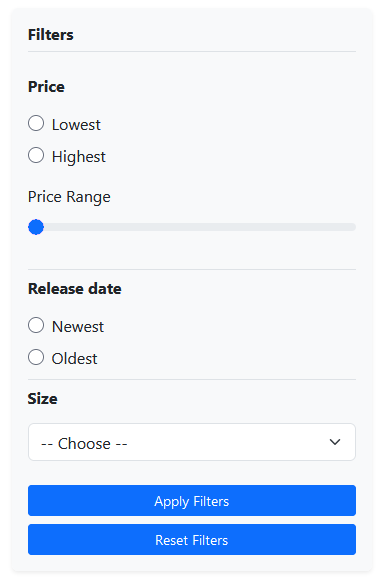 Filters
Price
Lowest
Highest
Price Range
Release date
Newest
Oldest
Size
-- Choose --
Apply Filters
Reset Filters